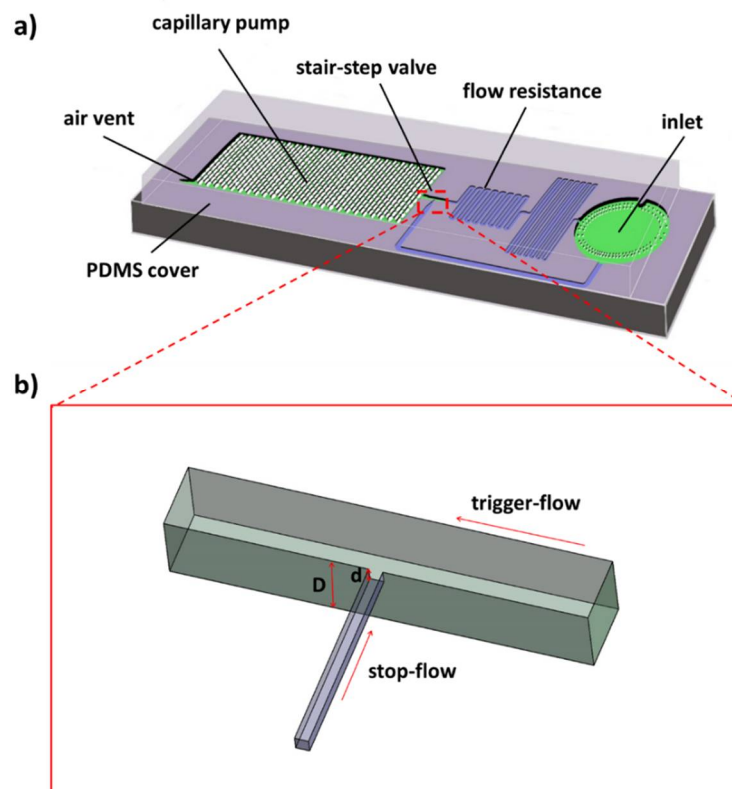 a)
capillary pump
stair-step valve
flow resistance
air vent
inlet
PDMS cover
b)
trigger-flow
D
d
stop-flow